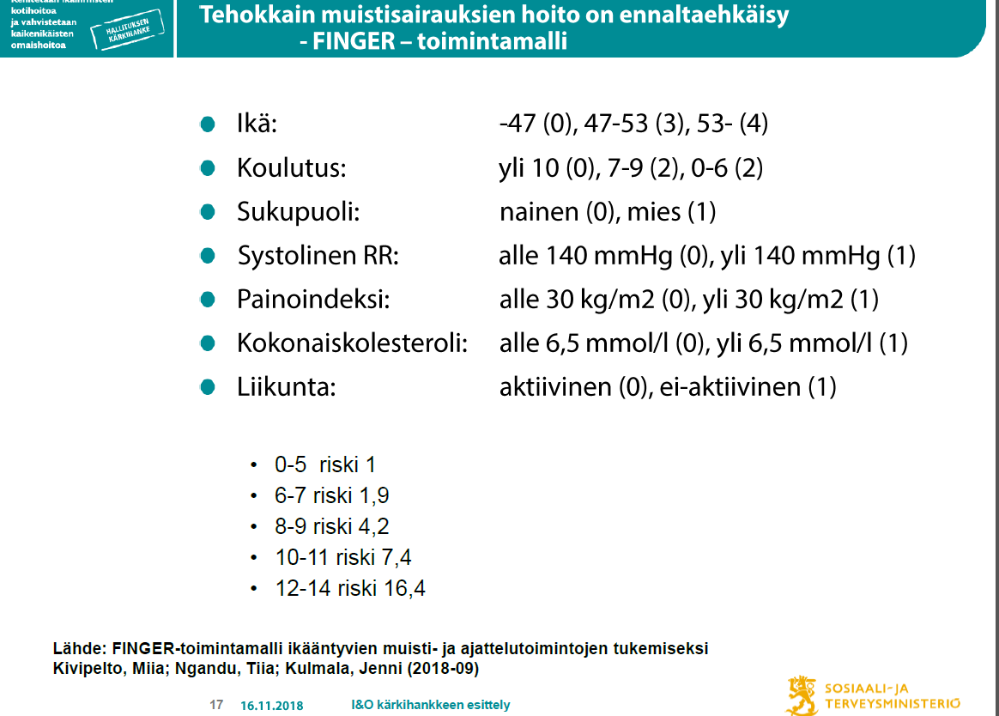 kotihoitoa
ja vahvistetaan
kaikenikäisten
omaishoitoa
HALLITUKSEN
KÄRKIHANKE
Tehokkain muistisairauksien hoito on ennaltaehkäisy
- FINGER – toimintamalli
Ikä: -47 (0), 47-53 (3), 53- (4)
Koulutus: yli 10 (0), 7-9 (2), 0-6 (2)
Sukupuoli: nainen (0), mies (1)
Systolinen RR: alle 140 mmHg (0), yli 140 mmHg (1)
Painoindeksi: alle 30 kg/m2 (0), yli 30 kg/m2 (1)
Kokonaiskolesteroli: alle 6,5 mmol/l (0), yli 6,5 mmol/l (1)
Liikunta: aktiivinen (0), ei-aktiivinen (1)
• 0-5 riski 1
• 6-7 riski 1,9
• 8-9 riski 4,2
• 10-11 riski 7,4
• 12-14 riski 16,4
Lähde: FINGER-toimintamalli ikääntyvien muisti- ja ajattelutoimintojen tukemiseksi
Kivipelto, Miia; Ngandu, Tiia; Kulmala, Jenni (2018-09)
17 16.11.2018 I&O kärkihankkeen esittely
SOSIAALI- JA
TERVEYSMINISTERIÖ